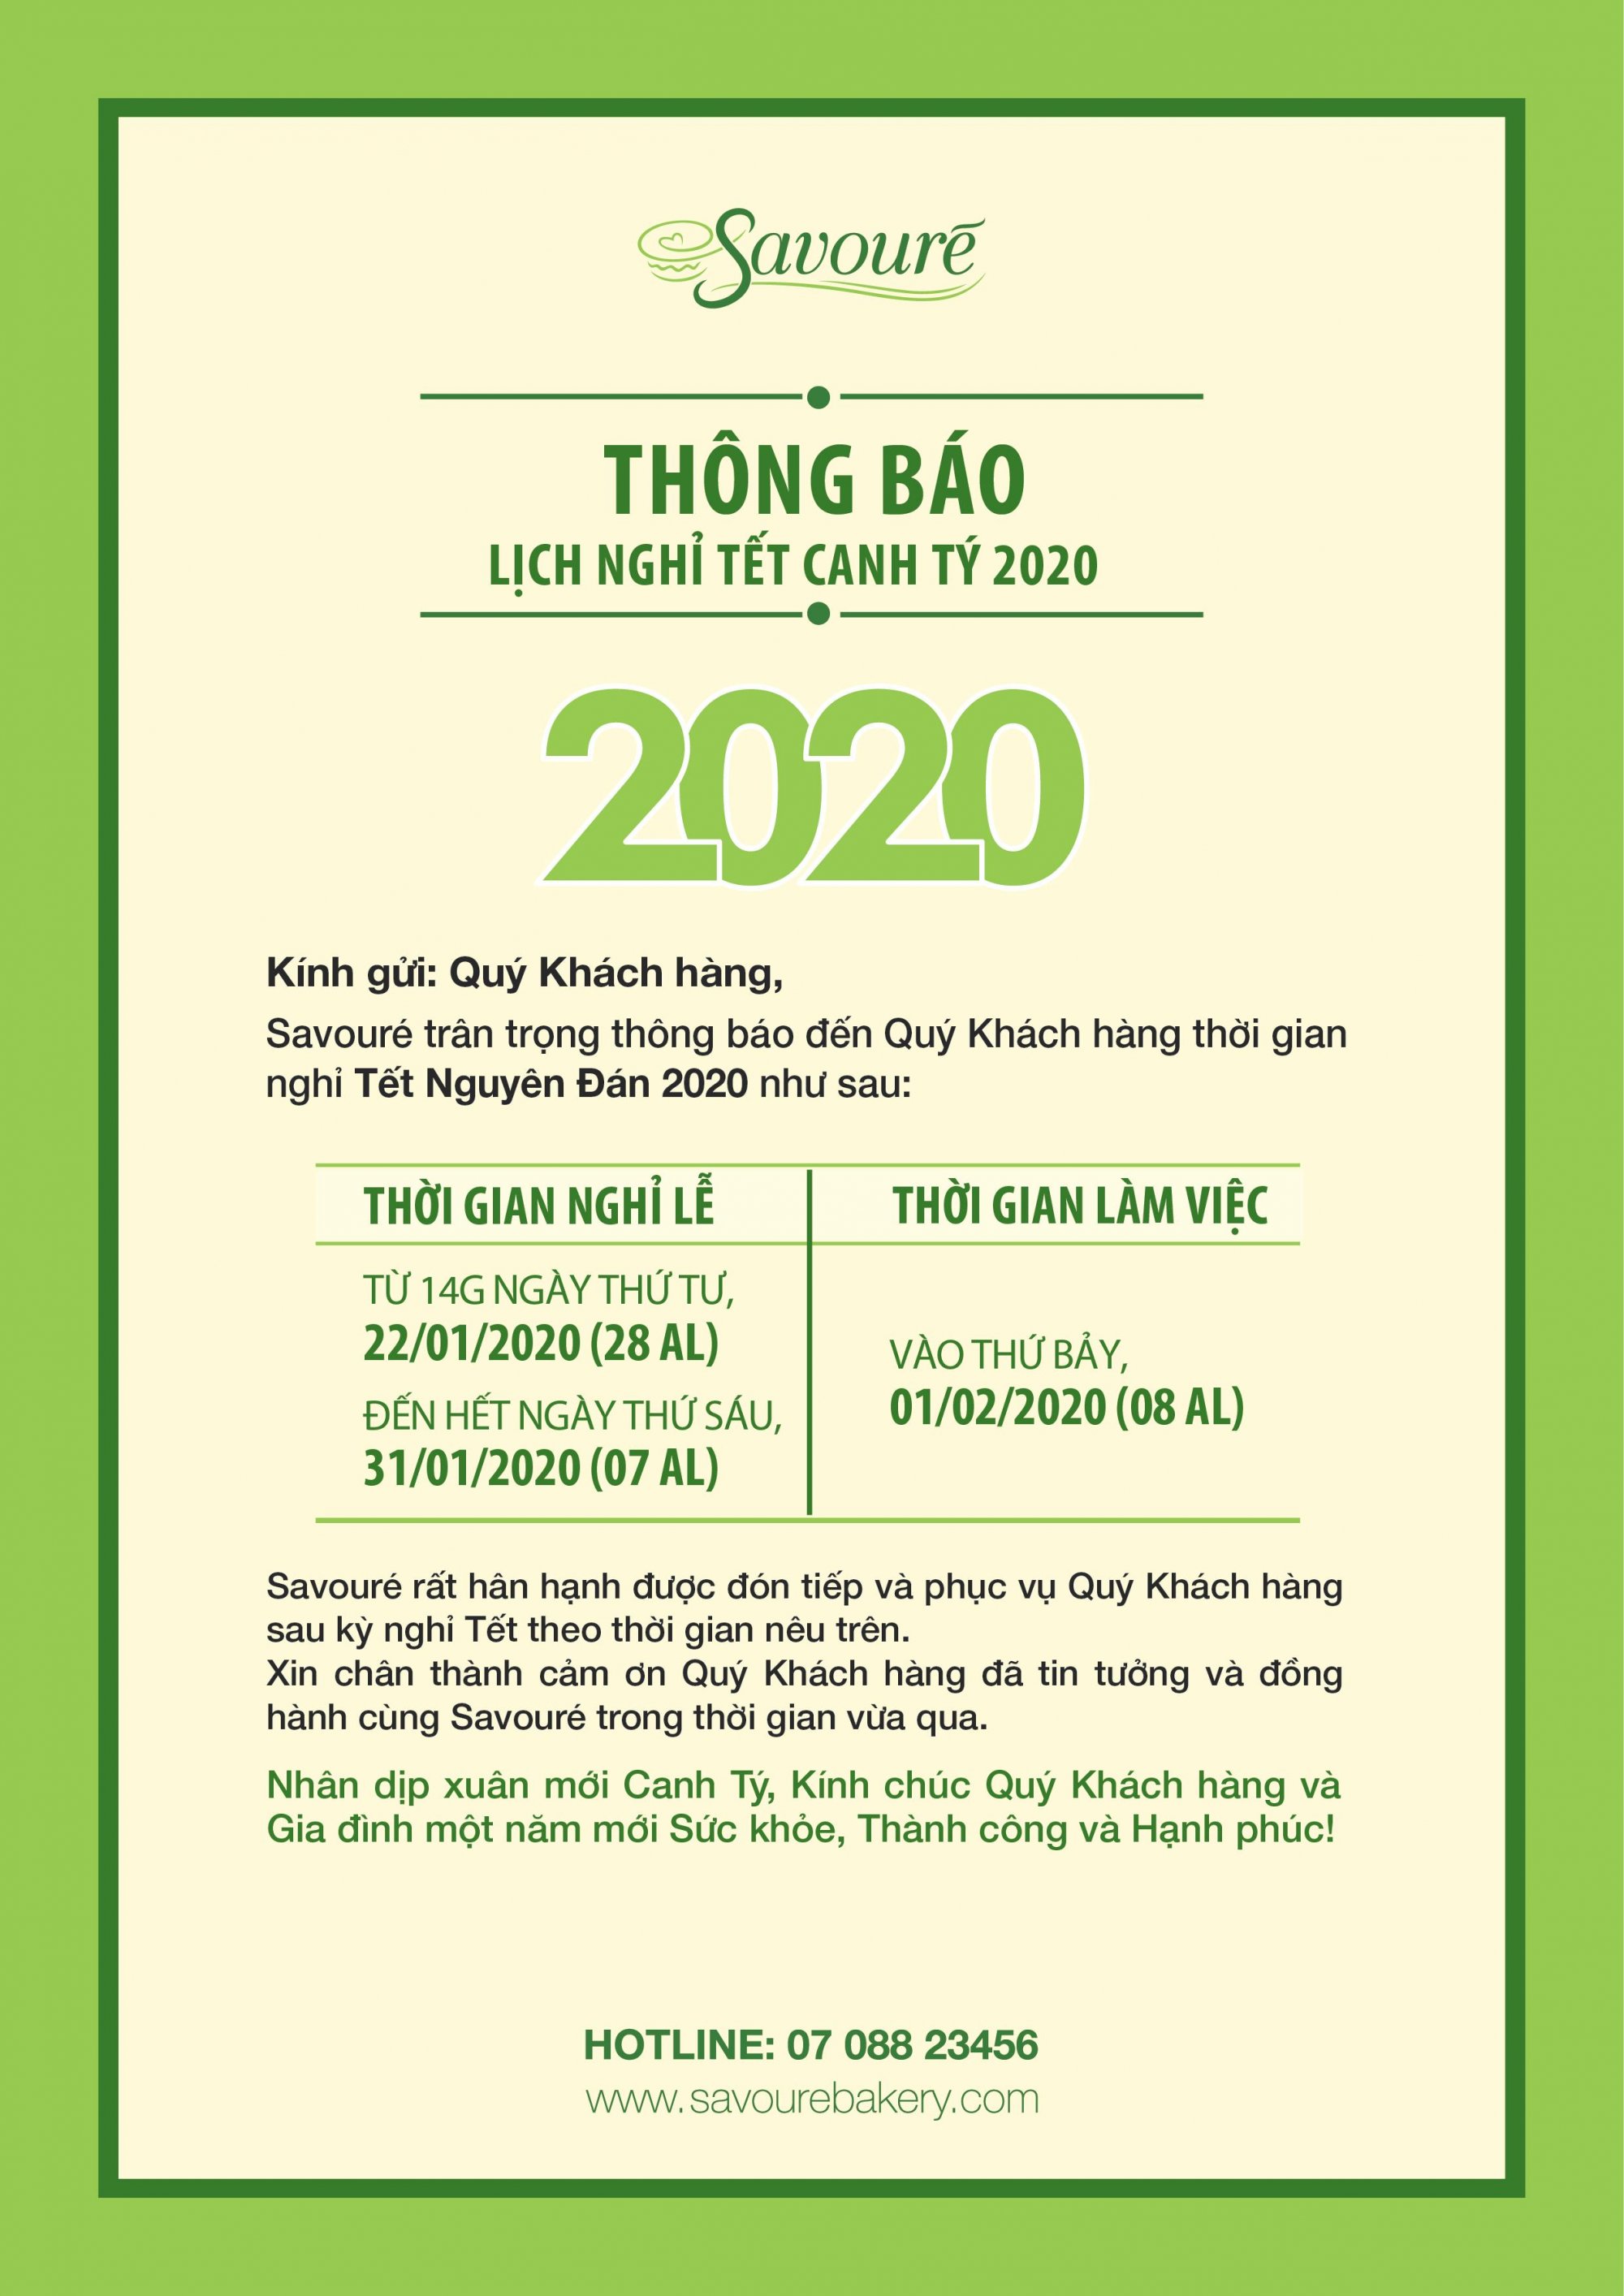 Savouré
THÔNG BÁO
LỊCH NGHỈ TẾT CANH TÝ 2020
2020
Kính gửi: Quý Khách hàng,
Savouré trân trọng thông báo đến Quý Khách hàng thời gian
nghỉ Tết Nguyên Đán 2020 như sau:
THỜI GIAN NGHỈ LỄ
TỪ 14G NGÀY THỨ TƯ,
22/01/2020 (28 AL)
ĐẾN HẾT NGÀY THỨ SÁU,
31/01/2020 (07 AL)
THỜI GIAN LÀM VIỆC
VÀO THỨ BẢY,
01/02/2020 (08 AL)
Savouré rất hân hạnh được đón tiếp và phục vụ Quý Khách hàng
sau kỳ nghỉ Tết theo thời gian nêu trên.
Xin chân thành cảm ơn Quý Khách hàng đã tin tưởng và đồng
hành cùng Savouré trong thời gian vừa qua.
Nhân dịp xuân mới Canh Tý, Kính chúc Quý Khách hàng và
Gia đình một năm mới Sức khỏe, Thành công và Hạnh phúc!
HOTLINE: 07 088 23456
www.savourebakery.com